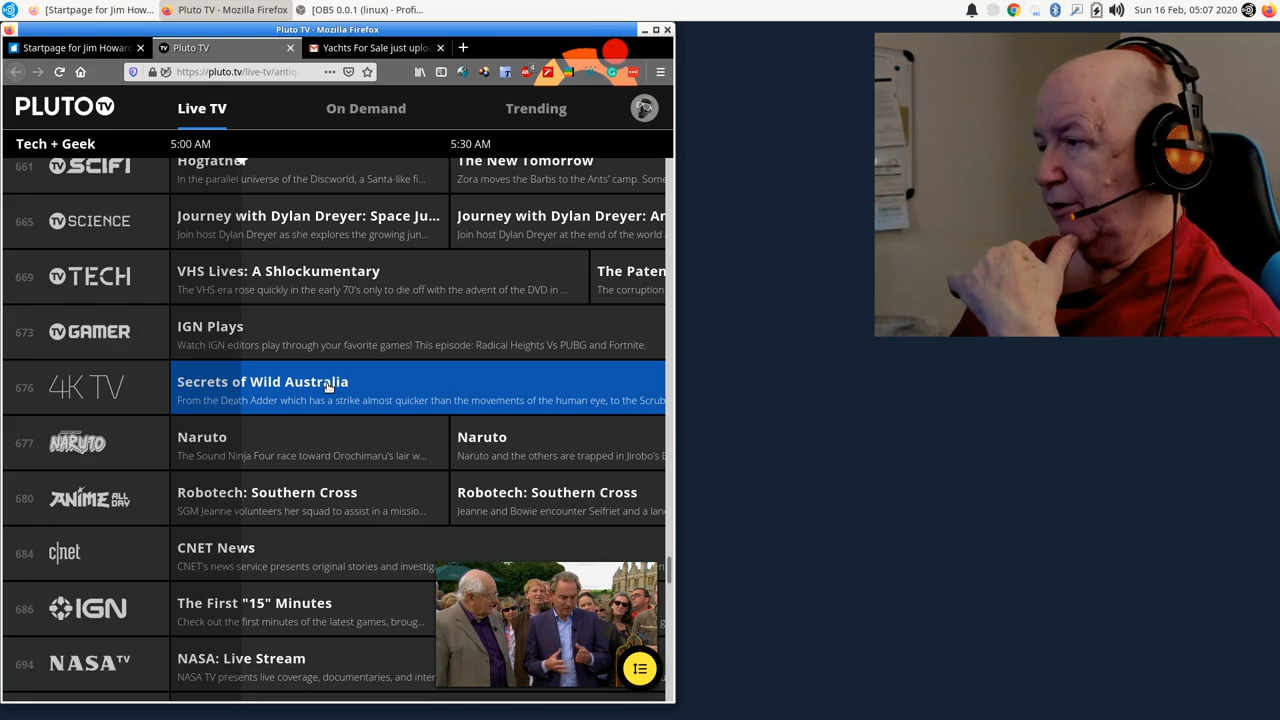 [Startpage for Jim Howa...
Pluto TV - Mozilla Firefox
[OBS 0.0.1 (linux) - Profi...
Sun 16 Feb, 05:07 2020
Pluto TV - Mozilla Firefox
Startpage for Jim Howar
Pluto TV
Yachts For Sale just uplo
https://pluto.tv/live-tv/antiq
PLUTO TV
Live TV
On Demand
Trending
Tech + Geek
5:00 AM
5:30 AM
661
TV SCIFI
Hogfather
The New Tomorrow
In the parallel universe of the Discworld, a Santa-like fi...
Zora moves the Barbs to the Ants' camp. Some
665
TV SCIENCE
Journey with Dylan Dreyer: Space Ju...
Journey with Dylan Dreyer: Ar
Join host Dylan Dreyer as she explores the growing jun...
Join host Dylan Dreyer at the end of the world
669
TV TECH
VHS Lives: A Shlockumentary
The Paten
The VHS era rose quickly in the early 70's only to die off with the advent of the DVD in ...
The corruption
673
TV GAMER
IGN Plays
Watch IGN editors play through your favorite games! This episode: Radical Heights Vs PUBG and Fortnite.
676
4K TV
Secrets of Wild Australia
From the Death Adder which has a strike almost quicker than the movements of the human eye, to the Scrub
677
NARUTO
Naruto
Naruto
The Sound Ninja Four race toward Orochimaru's lair w...
Naruto and the others are trapped in Jirobo's
680
ANIME ALL DAY
Robotech: Southern Cross
Robotech: Southern Cross
SGM Jeanne volunteers her squad to assist in a missio...
Jeanne and Bowie encounter Seifriet and a lan
684
c|net
CNET News
CNET's news service presents original stories and investig
686
IGN
The First "15" Minutes
Check out the first minutes of the latest games, broug...
694
NASA TV
NASA: Live Stream
NASA TV presents live coverage, documentaries, and inter